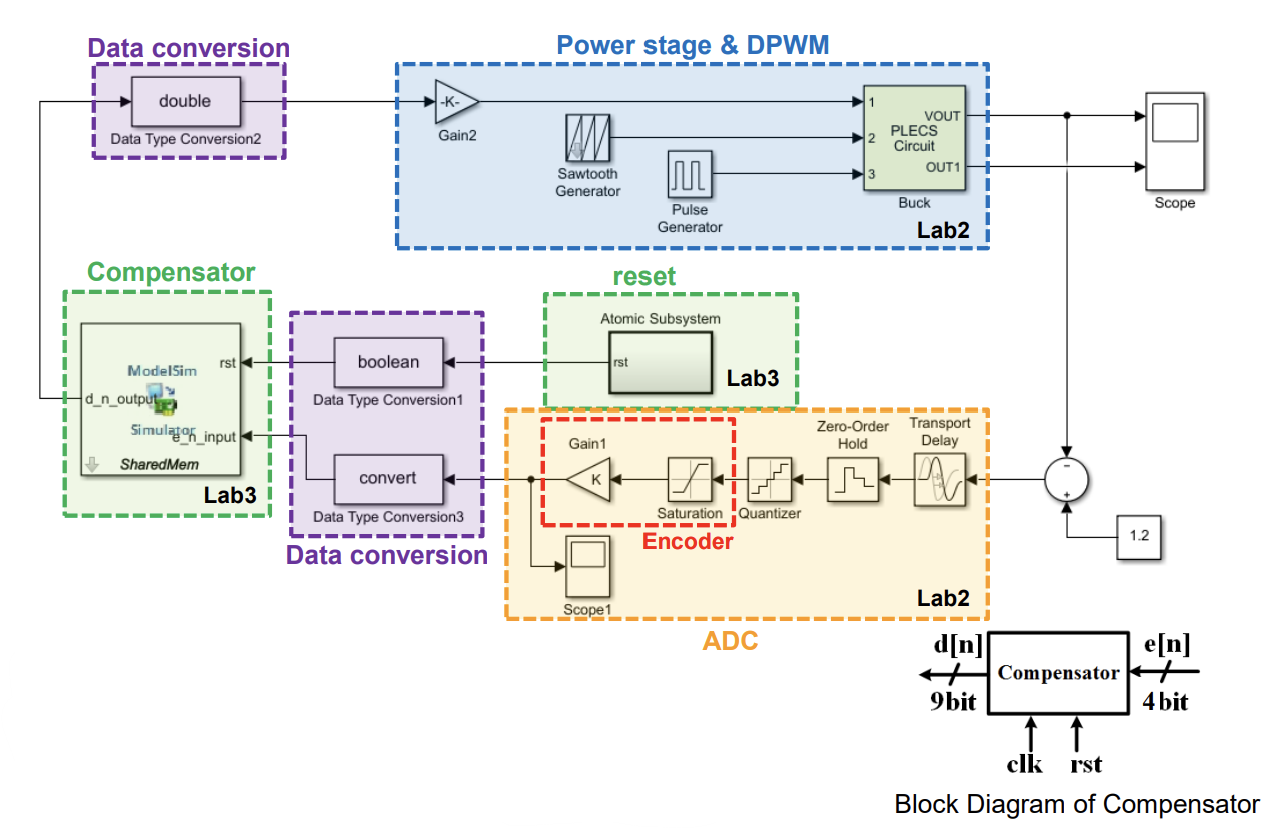 Data conversion
double
Data Type Conversion2
Power stage & DPWM
-K-
Gain2
Sawtooth
Generator
Pulse
Generator
1
2
3
VOUT
PLECS
Circuit
OUT1
Buck
Lab2
Scope
Compensator
rst
ModelSim
d_n_output
Simulator
e_n_input
SharedMem
Lab3
boolean
Data Type Conversion1
convert
Data Type Conversion3
Data conversion
reset
Atomic Subsystem
rst
Lab3
Gain1
K
Saturation
Encoder
Quantizer
Zero-Order
Hold
Transport
Delay
Scope1
Lab2
ADC
−
+
1.2
d[n]
9bit
Compensator
e[n]
4bit
clk
rst
Block Diagram of Compensator